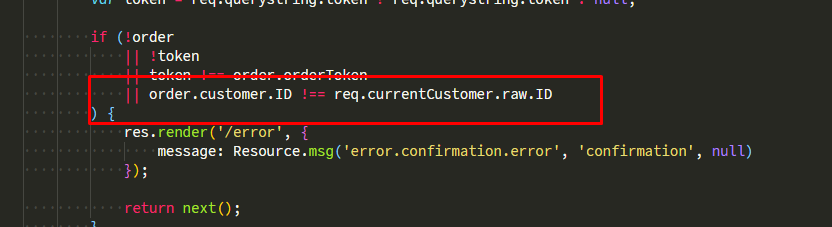 var token = req.querystring.token ? req.querystring.token : null;
if (!order
|| !token
|| token !== order.orderToken
|| order.customer.ID !== req.currentCustomer.raw.ID
) {
res.render('/error', {
message: Resource.msg('error.confirmation.error', 'confirmation', null)
});
return next();
}